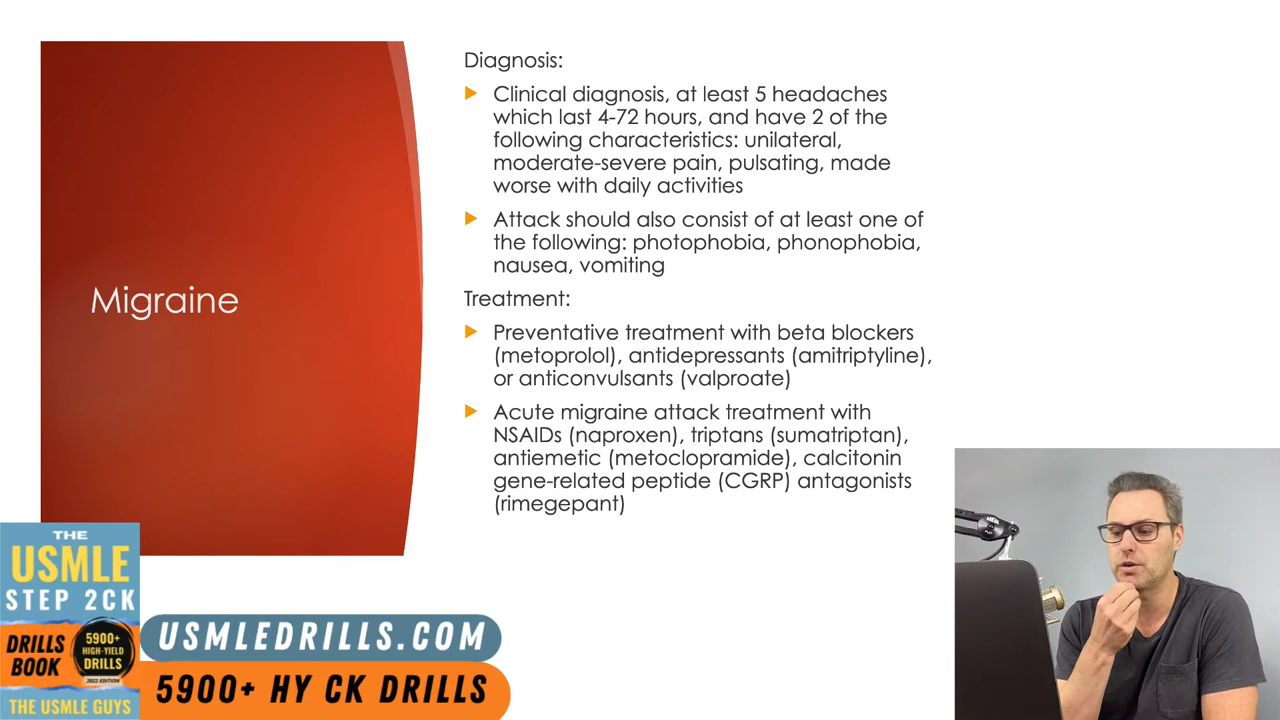 Migraine
Diagnosis:
Clinical diagnosis, at least 5 headaches
which last 4-72 hours, and have 2 of the
following characteristics: unilateral,
moderate-severe pain, pulsating, made
worse with daily activities
Attack should also consist of at least one of
the following: photophobia, phonophobia,
nausea, vomiting
Treatment:
Preventative treatment with beta blockers
(metoprolol), antidepressants (amitriptyline),
or anticonvulsants (valproate)
Acute migraine attack treatment with
NSAIDs (naproxen), triptans (sumatriptan),
antiemetic (metoclopramide), calcitonin
gene-related peptide (CGRP) antagonists
(rimegepant)
THE
USMLE
STEP 2CK
DRILLS
BOOK
5900+
HIGH-YIELD
DRILLS
2022 EDITION
THE USMLE GUYS
USMLEDRILLS.COM
5900+ HY CK DRILLS